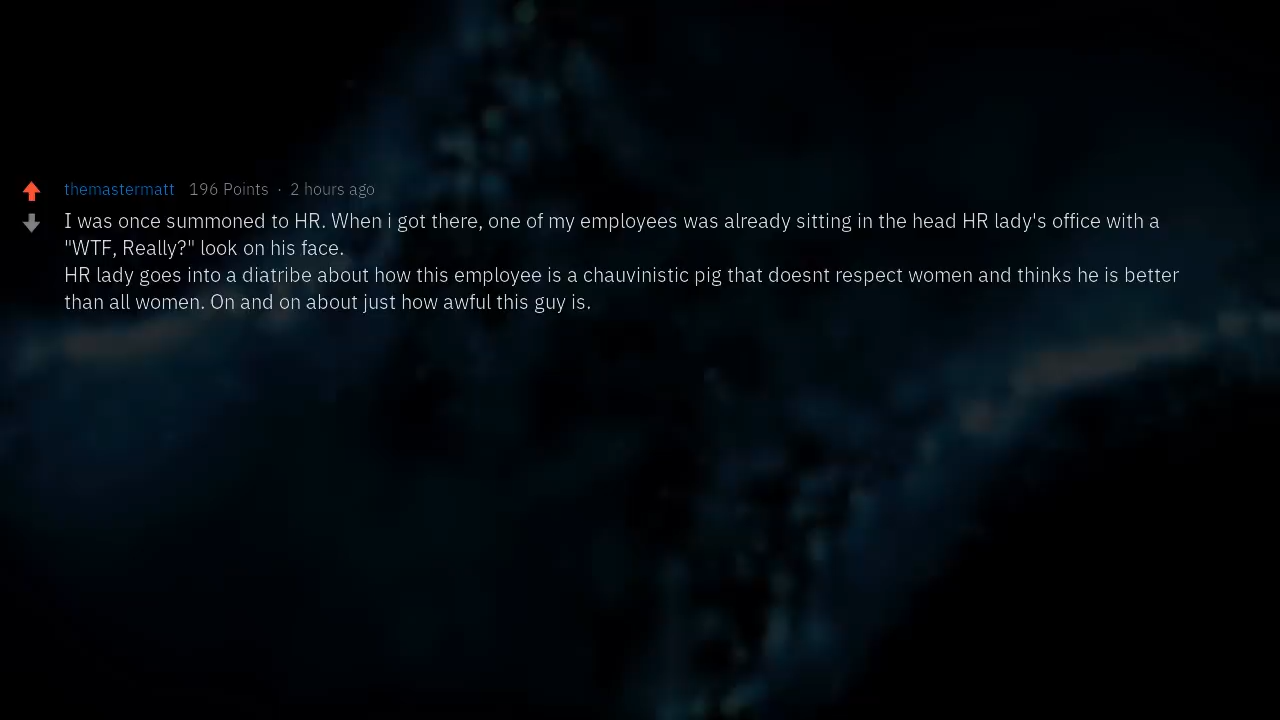 themastermatt 196 Points · 2 hours ago
I was once summoned to HR. When i got there, one of my employees was already sitting in the head HR lady's office with a
"WTF, Really?" look on his face.
HR lady goes into a diatribe about how this employee is a chauvinistic pig that doesnt respect women and thinks he is better
than all women. On and on about just how awful this guy is.